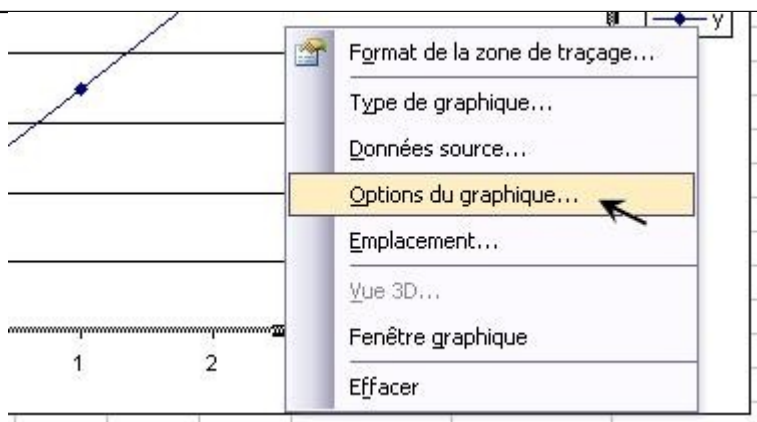 y
Format de la zone de traçage...
Type de graphique...
Données source...
Options du graphique...
Emplacement...
Vue 3D...
Fenêtre graphique
Effacer
1 2